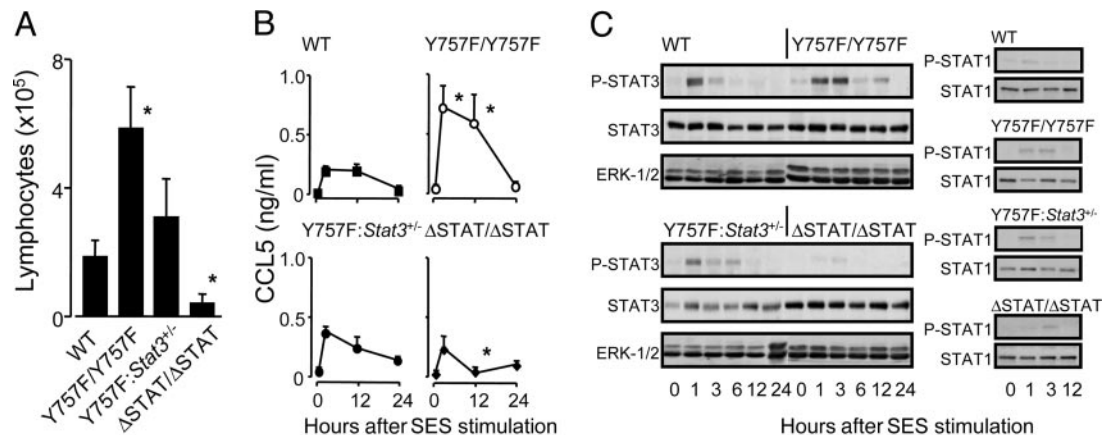 A
Lymphocytes (x10⁵)
8
4
0
WT
Y757F/Y757F
Y757F:Stat3+/-
ΔSTAT/ΔSTAT
*
*
B
WT
Y757F/Y757F
CCL5 (ng/ml)
1.0
0.5
0
* *
Y757F:Stat3+/- ΔSTAT/ΔSTAT
1.0
0.5
0
*
0 12 24 0 12 24
Hours after SES stimulation
C
WT
Y757F/Y757F
P-STAT3
STAT3
ERK-1/2
Y757F:Stat3+/- ΔSTAT/ΔSTAT
P-STAT3
STAT3
ERK-1/2
0 1 3 6 12 24 0 1 3 6 12 24
WT
P-STAT1
STAT1
Y757F/Y757F
P-STAT1
STAT1
Y757F:Stat3+/-
P-STAT1
STAT1
ΔSTAT/ΔSTAT
P-STAT1
STAT1
0 1 3 12
Hours after SES stimulation